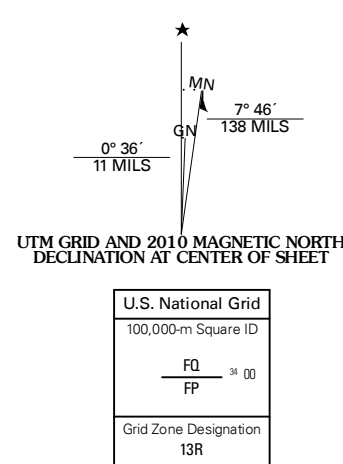 MN
GN
7° 46´
138 MILS
0° 36´
11 MILS
UTM GRID AND 2010 MAGNETIC NORTH
DECLINATION AT CENTER OF SHEET
U.S. National Grid
100,000-m Square ID
FQ
34 00
FP
Grid Zone Designation
13R